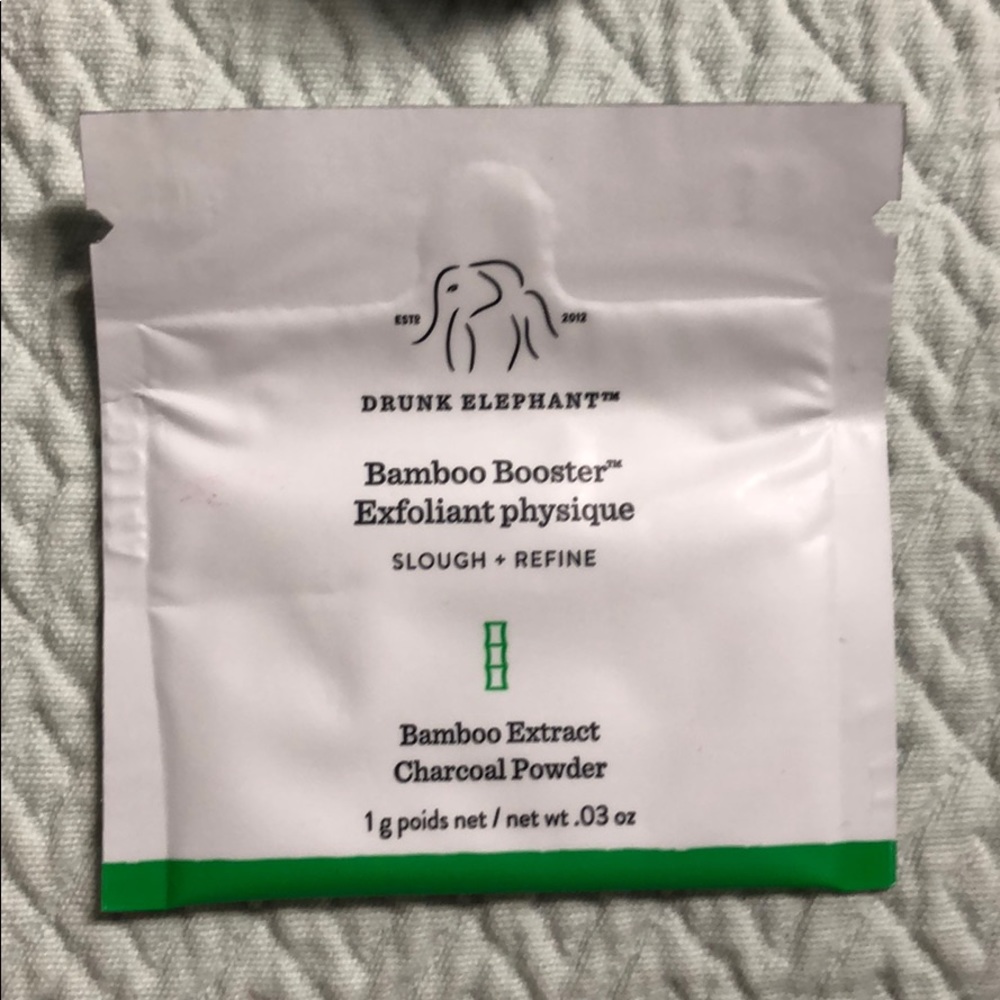 ESTD 2012
DRUNK ELEPHANT™
Bamboo Booster™
Exfoliant physique
SLOUGH + REFINE
Bamboo Extract
Charcoal Powder
1 g poids net / net wt .03 oz